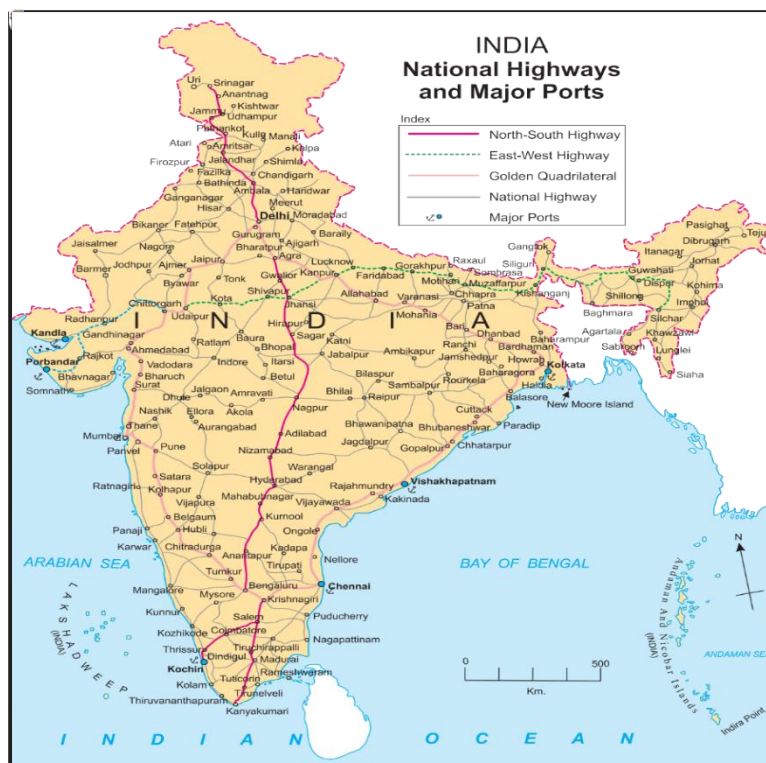 INDIA
National Highways
and Major Ports
Index
North-South Highway
East-West Highway
Golden Quadrilateral
National Highway
Major Ports
Uri
Srinagar
Anantnag
Kishtwar
Jammu
Udhampur
Pathankot
Kullu
Manali
Atari
Amritsar
Kalpa
Jalandhar
Shimla
Firozpur
Fazilka
Chandigarh
Bathinda
Ambala
Haridwar
Ganganagar
Meerut
Hisar
Delhi
Moradabad
Bikaner
Fatehpur
Gurugram
Barally
Jaisalmer
Nagore
Bharatpur
Ajigarh
Jaipur
Agra
Lucknow
Barmer
Jodhpur
Ajmer
Gwalior
Kanpur
Gorakhpur
Raxaul
Faridabad
Sombrasa
Siliguri
Gangtok
Byawar
Tonk
Motihari
Muzaffarpur
Kota
Shivapur
Chittorgarh
Jhansi
Allahabad
Varanasi
Chhapra
Kishanganj
Patna
Udaipur
Mohania
Radhanpur
INDIA
Kandla
Gandhinagar
Hirapur
Bari
Dhanbad
Baharampur
Baura
Sagar
Katni
Ranchi
Bardhaman
Ahmedabad
Ratlam
Bhopal
Jabalpur
Ambikapur
Jamshedpur
Howrah
Porbandar
Rajkot
Vadodara
Indore
Itarsi
Kolkata
Bhavnagar
Bharuch
Betul
Bilaspur
Rourkela
Baharagora
Surat
Sambalpur
Haldia
Somnath
Jalgaon
Amravati
Bhilai
Raipur
Balasore
Dhule
Nagpur
New Moore Island
Nashik
Ellora
Akola
Cuttack
Thane
Aurangabad
Bhawanipatna
Bhubaneshwar
Paradip
Mumbai
Adilabad
Jagdalpur
Gopalpur
Chhatarpur
Panvel
Pune
Nizamabad
Solapur
Warangal
Satara
Hyderabad
Vishakhapatnam
Ratnagiri
Kolhapur
Rajahmundry
Vijapura
Mahabubnagar
Vijayawada
Kakinada
Belgaum
Kurnool
Panaji
Hubli
Ongole
Karwar
Chitradurga
Anantapur
Kadapa
Nellore
Tumkur
Tirupati
Mangalore
Bengaluru
Chennai
Mysore
Krishnagiri
Kunnur
Salem
Puducherry
Kozhikode
Coimbatore
Nagapattinam
Thrissur
Tiruchirappalli
Dindigul
Madurai
Kochin
Rameshwaram
Kolam
Tuticorin
Tirunelveli
Thiruvananthapuram
Kanyakumari
Pasighat
Teju
Itanagar
Dibrugarh
Guwahati
Jorhat
Dispur
Kohima
Shillong
Imphal
Baghmara
Silchar
Agartala
Khawzawl
Sabroom
Lunglei
Siaha
ARABIAN SEA
BAY OF BENGAL
LAKSHADWEEP
(INDIA)
N
Andaman And Nicobar Islands
(INDIA)
ANDAMAN SE
Indira Point
0 500
Km.
INDIAN OCEAN